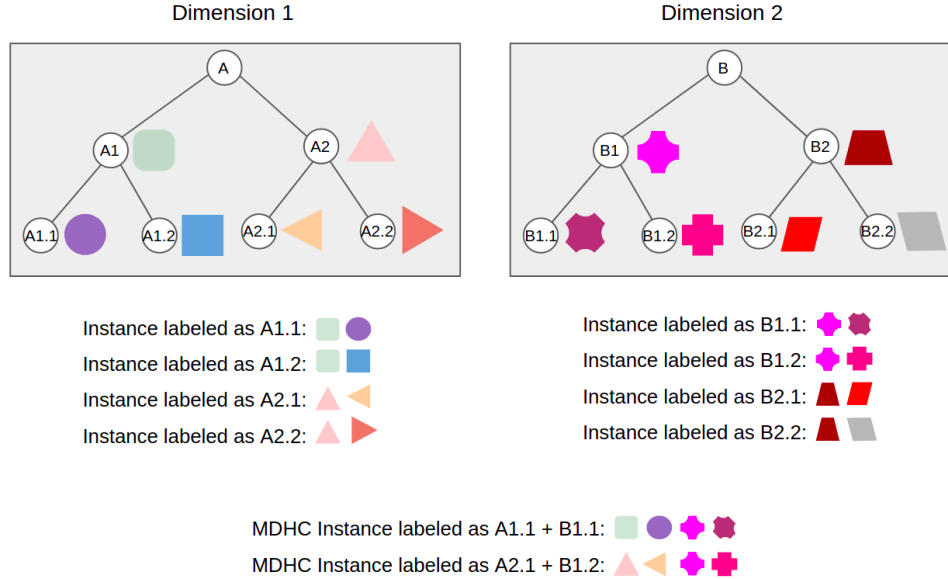 Dimension 1
Dimension 2
A
A1
A2
A1.1
A1.2
A2.1
A2.2
B
B1
B2
B1.1
B1.2
B2.1
B2.2
Instance labeled as A1.1:
Instance labeled as A1.2:
Instance labeled as A2.1:
Instance labeled as A2.2:
Instance labeled as B1.1:
Instance labeled as B1.2:
Instance labeled as B2.1:
Instance labeled as B2.2:
MDHC Instance labeled as A1.1 + B1.1:
MDHC Instance labeled as A2.1 + B1.2: